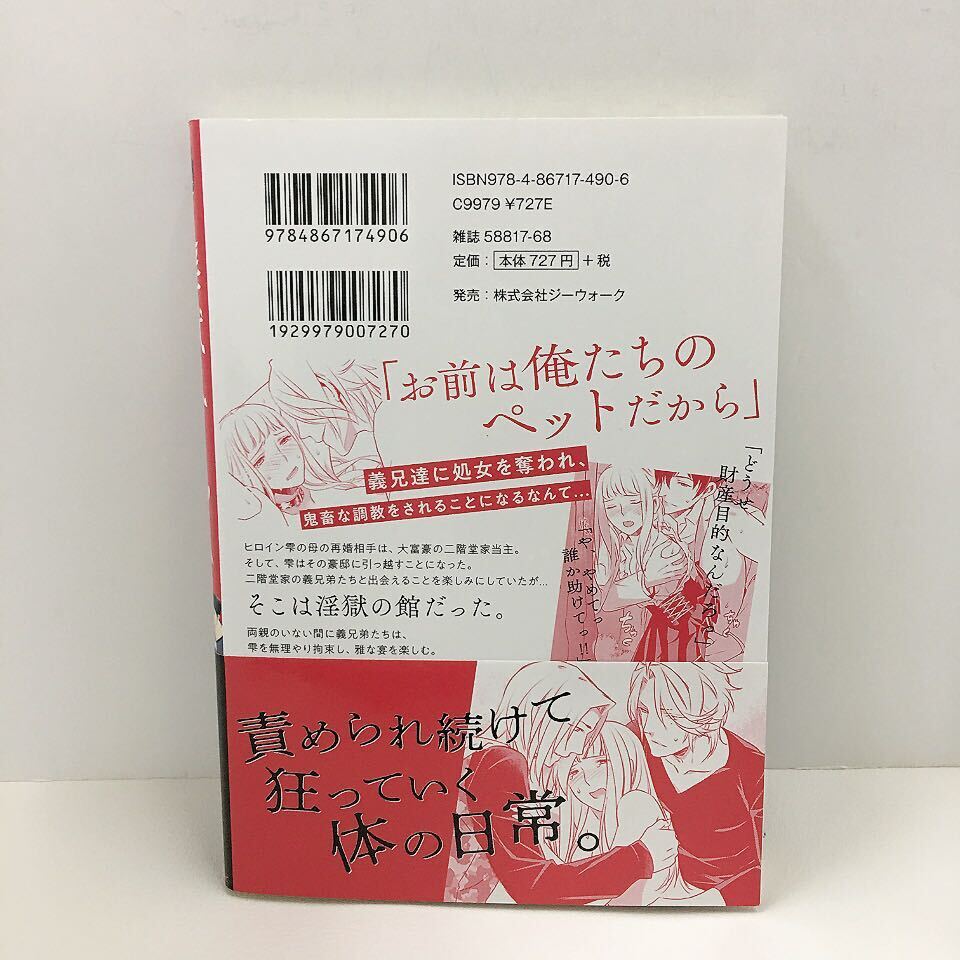 ISBN978-4-86717-490-6
C9979 ¥727E
9784867174906
雑誌 58817-68
定価：本体 727 円＋税
1929979007270
発売：株式会社ジーウォーク
「お前は俺たちの
ペットだから」
義兄達に処女を奪われ、
鬼畜な調教をされることになるなんて…
「どうせ、
財産目的なんだろ？」
「や、やめてっ
誰か助けてッ!!」
ヒロイン雫の母の再婚相手は、大富豪の二階堂家当主。
そして、雫はその豪邸に引っ越すことになった。
二階堂家の義兄弟たちと出会えることを楽しみにしていたが…
そこは淫獄の館だった。
両親のいない間に義兄弟たちは、
雫を無理やり拘束し、雅な宴を楽しむ。
責められ続けて
狂っていく
体の日常。